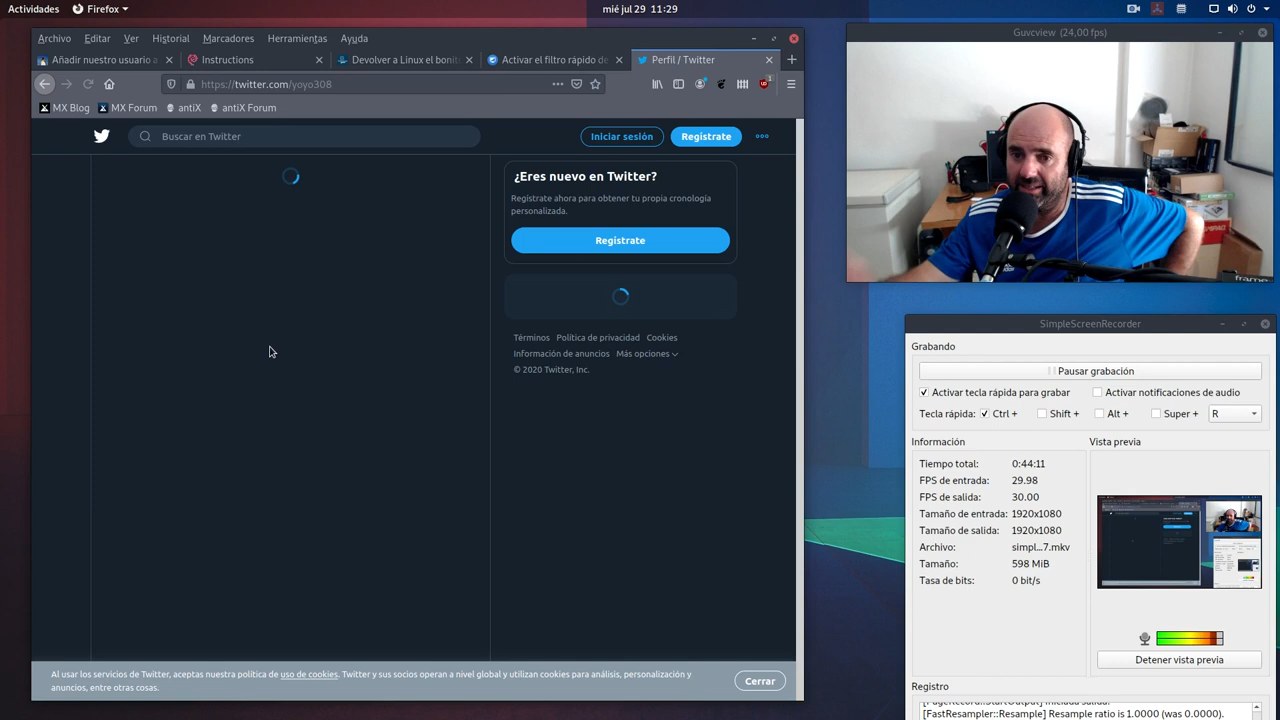 Actividades
Firefox
mié jul 29 11:29
Archivo Editar Ver Historial Marcadores Herramientas Ayuda
Añadir nuestro usuario a
Instructions
Devolver a Linux el bonit
Activar el filtro rápido de
Perfil / Twitter
https://twitter.com/yoyo308
MX Blog MX Forum antiX antiX Forum
Buscar en Twitter
Iniciar sesión
Regístrate
¿Eres nuevo en Twitter?
Regístrate ahora para obtener tu propia cronología
personalizada.
Regístrate
Términos Política de privacidad Cookies
Información de anuncios Más opciones
© 2020 Twitter, Inc.
Al usar los servicios de Twitter, aceptas nuestra política de uso de cookies. Twitter y sus socios operan a nivel global y utilizan cookies para análisis, personalización y
anuncios, entre otras cosas.
Cerrar
Guvcview (24,00 fps)
frame
SimpleScreenRecorder
Grabando
Pausar grabación
Activar tecla rápida para grabar
Activar notificaciones de audio
Tecla rápida: Ctrl + Shift + Alt + Super + R
Información
Tiempo total: 0:44:11
FPS de entrada: 29.98
FPS de salida: 30.00
Tamaño de entrada: 1920x1080
Tamaño de salida: 1920x1080
Archivo: simpl...7.mkv
Tamaño: 598 MiB
Tasa de bits: 0 bit/s
Vista previa
Detener vista previa
Registro
[PageRecord::StartOutput] Iniciada salida.
[FastResampler::Resample] Resample ratio is 1.0000 (was 0.0000).